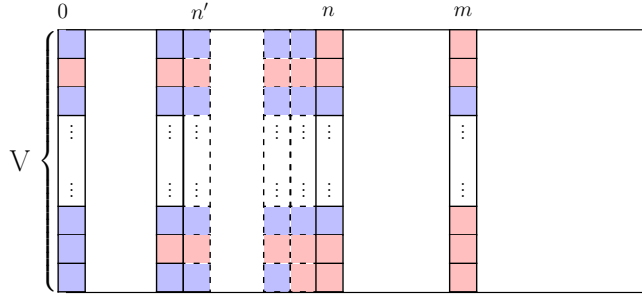 0 n′ n m
⋮ ⋮ ⋮ ⋮ ⋮ ⋮
V
⋮ ⋮ ⋮ ⋮ ⋮ ⋮